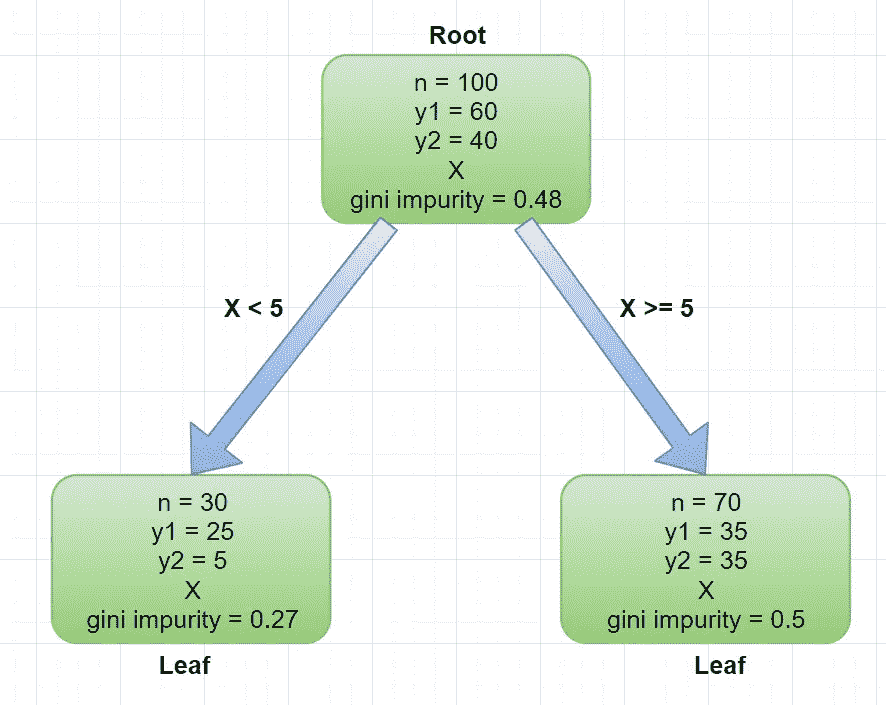 Root
n = 100
y1 = 60
y2 = 40
X
gini impurity = 0.48
X < 5
X >= 5
n = 30
y1 = 25
y2 = 5
X
gini impurity = 0.27
Leaf
n = 70
y1 = 35
y2 = 35
X
gini impurity = 0.5
Leaf